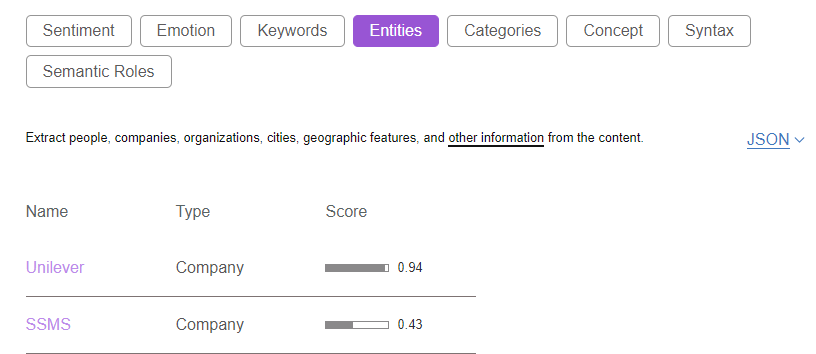 Sentiment Emotion Keywords Entities Categories Concept Syntax
Semantic Roles
Extract people, companies, organizations, cities, geographic features, and other information from the content. JSON
Name Type Score
Unilever Company 0.94
SSMS Company 0.43